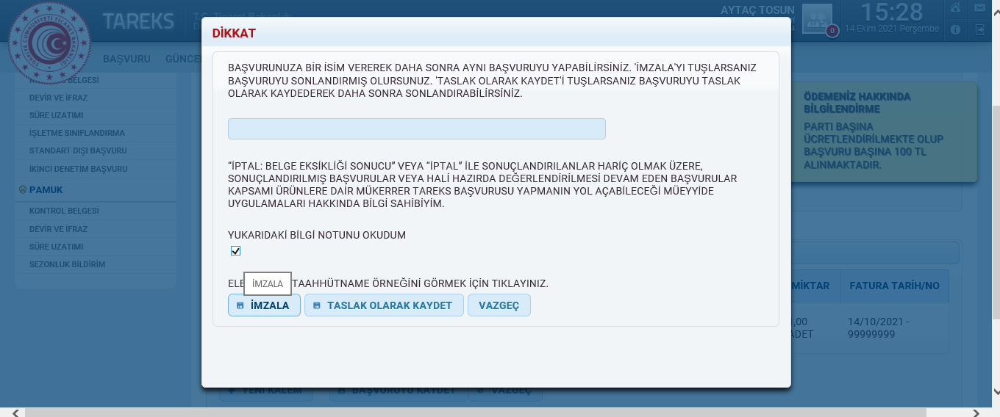 TAREKS
T.C. Ticaret Bakanlığı
AYTAÇ TOSUN
0
15:28
14 Ekim 2021 Perşembe
BAŞVURU
BELGESİ
DEVİR VE İFRAZ
SÜRE UZATIMI
İŞLETME SINIFLANDIRMA
STANDART DIŞI BAŞVURU
İKİNCİ DENETİM BAŞVURU
PAMUK
KONTROL BELGESİ
DEVİR VE İFRAZ
SÜRE UZATIMI
SEZONLUK BİLDİRİM
DİKKAT
BAŞVURUNUZA BİR İSİM VEREREK DAHA SONRA AYNI BAŞVURUYU YAPABİLİRSİNİZ. 'İMZALA'YI TUŞLARSANIZ
BAŞVURUYU SONLANDIRMIŞ OLURSUNUZ. 'TASLAK OLARAK KAYDET'İ TUŞLARSANIZ BAŞVURUYU TASLAK
OLARAK KAYDEDEREK DAHA SONRA SONLANDIRABİLİRSİNİZ.
“İPTAL: BELGE EKSİKLİĞİ SONUCU” VEYA “İPTAL” İLE SONUÇLANDIRILANLAR HARİÇ OLMAK ÜZERE,
SONUÇLANDIRILMIŞ BAŞVURULAR VEYA HALİ HAZIRDA DEĞERLENDİRİLMESİ DEVAM EDEN BAŞVURULAR
KAPSAMI ÜRÜNLERE DAİR MÜKERRER TAREKS BAŞVURUSU YAPMANIN YOL AÇABİLECEĞİ MÜEYYİDE
UYGULAMALARI HAKKINDA BİLGİ SAHİBİYİM.
YUKARIDAKİ BİLGİ NOTUNU OKUDUM
ELE TAAHHÜTNAME ÖRNEĞİNİ GÖRMEK İÇİN TIKLAYINIZ.
İMZALA
İMZALA TASLAK OLARAK KAYDET VAZGEÇ
ÖDEMENİZ HAKKINDA
BİLGİLENDİRME
PARTİ BAŞINA
ÜCRETLENDİRİLMEKTE OLUP
BAŞVURU BAŞINA 100 TL
ALINMAKTADIR.
MİKTAR FATURA TARİH/NO
,00 14/10/2021 -
ADET 99999999
YENİ KALEM BAŞVURUYU KAYDET VAZGEÇ